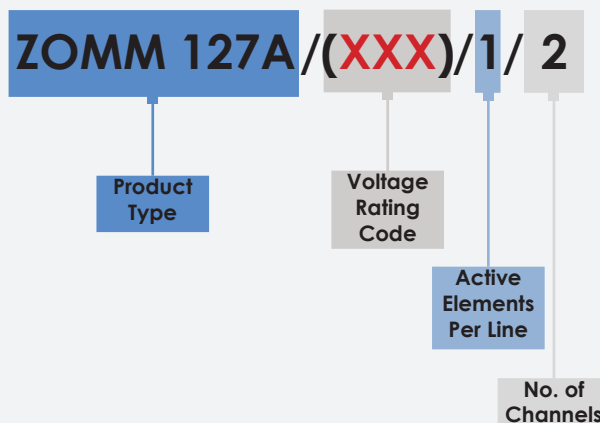 ZOMM 127A/(XXX)/1/ 2
Product
Type
Voltage
Rating
Code
Active
Elements
Per Line
No. of
Channels